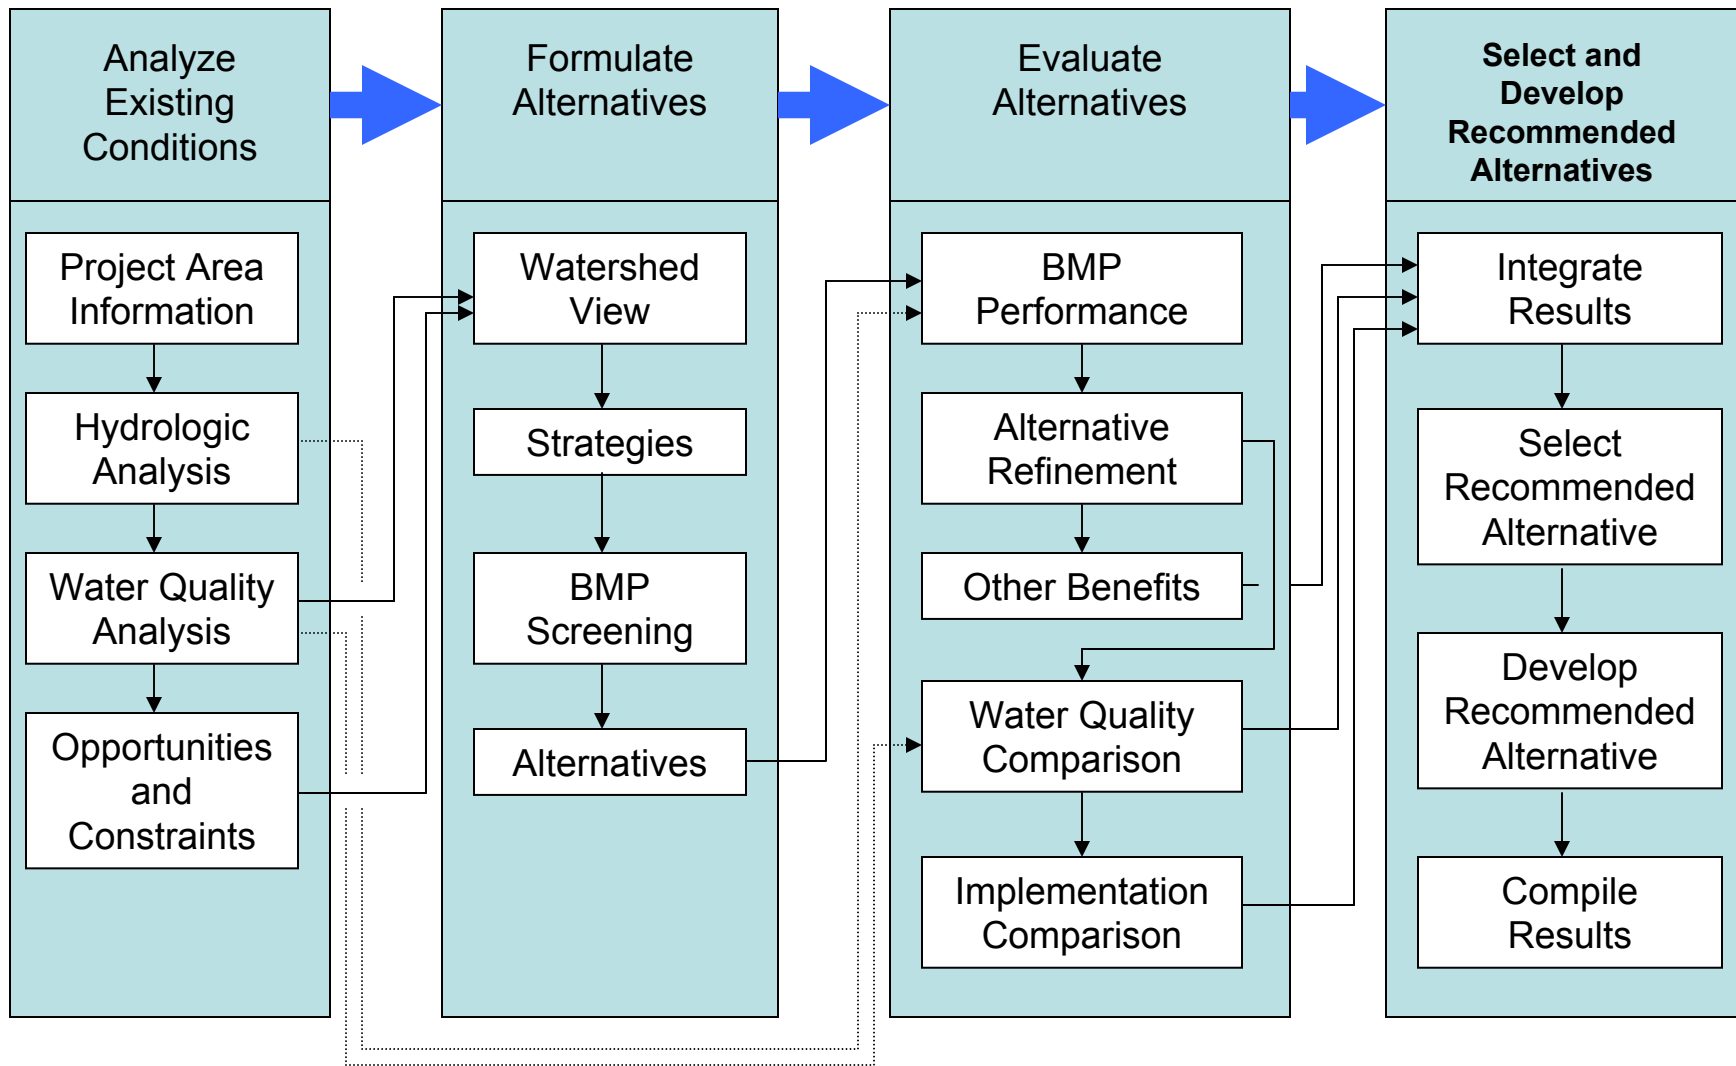 Analyze
Existing
Conditions
Formulate
Alternatives
Evaluate
Alternatives
Select and
Develop
Recommended
Alternatives
Project Area
Information
Hydrologic
Analysis
Water Quality
Analysis
Opportunities
and
Constraints
Watershed
View
Strategies
BMP
Screening
Alternatives
BMP
Performance
Alternative
Refinement
Other Benefits
Water Quality
Comparison
Implementation
Comparison
Integrate
Results
Select
Recommended
Alternative
Develop
Recommended
Alternative
Compile
Results